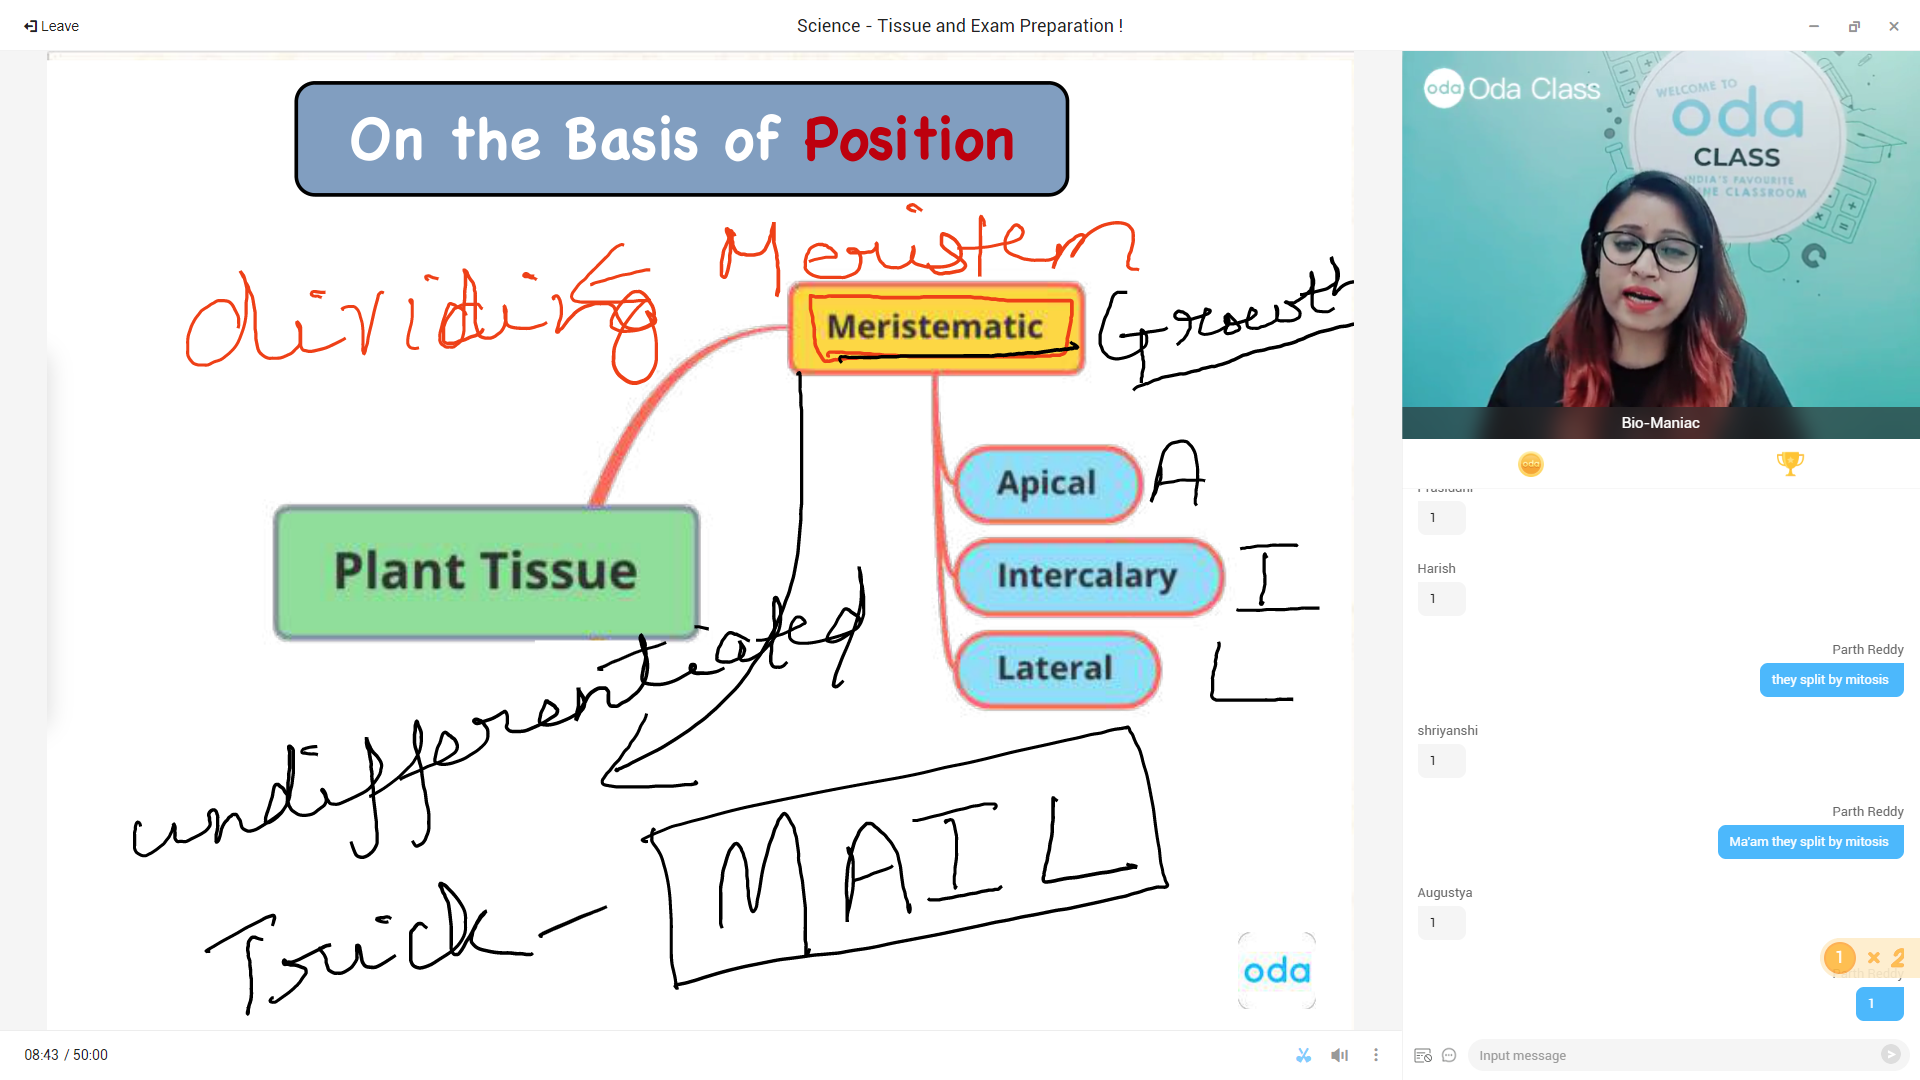 Leave
Science - Tissue and Exam Preparation !
On the Basis of Position
Meristem
dividing
Meristematic
Growth
Apical
A
Intercalary
I
Lateral
L
Plant Tissue
undifferentiated
Trick - MAIL
oda
08:43 / 50:00
oda Oda Class
WELCOME TO
oda
CLASS
INDIA'S FAVOURITE
Bio-Maniac
oda
1
Harish
1
Parth Reddy
they split by mitosis
shriyanshi
1
Parth Reddy
Ma'am they split by mitosis
Augustya
1
1 × 2
Parth Reddy
1
Input message